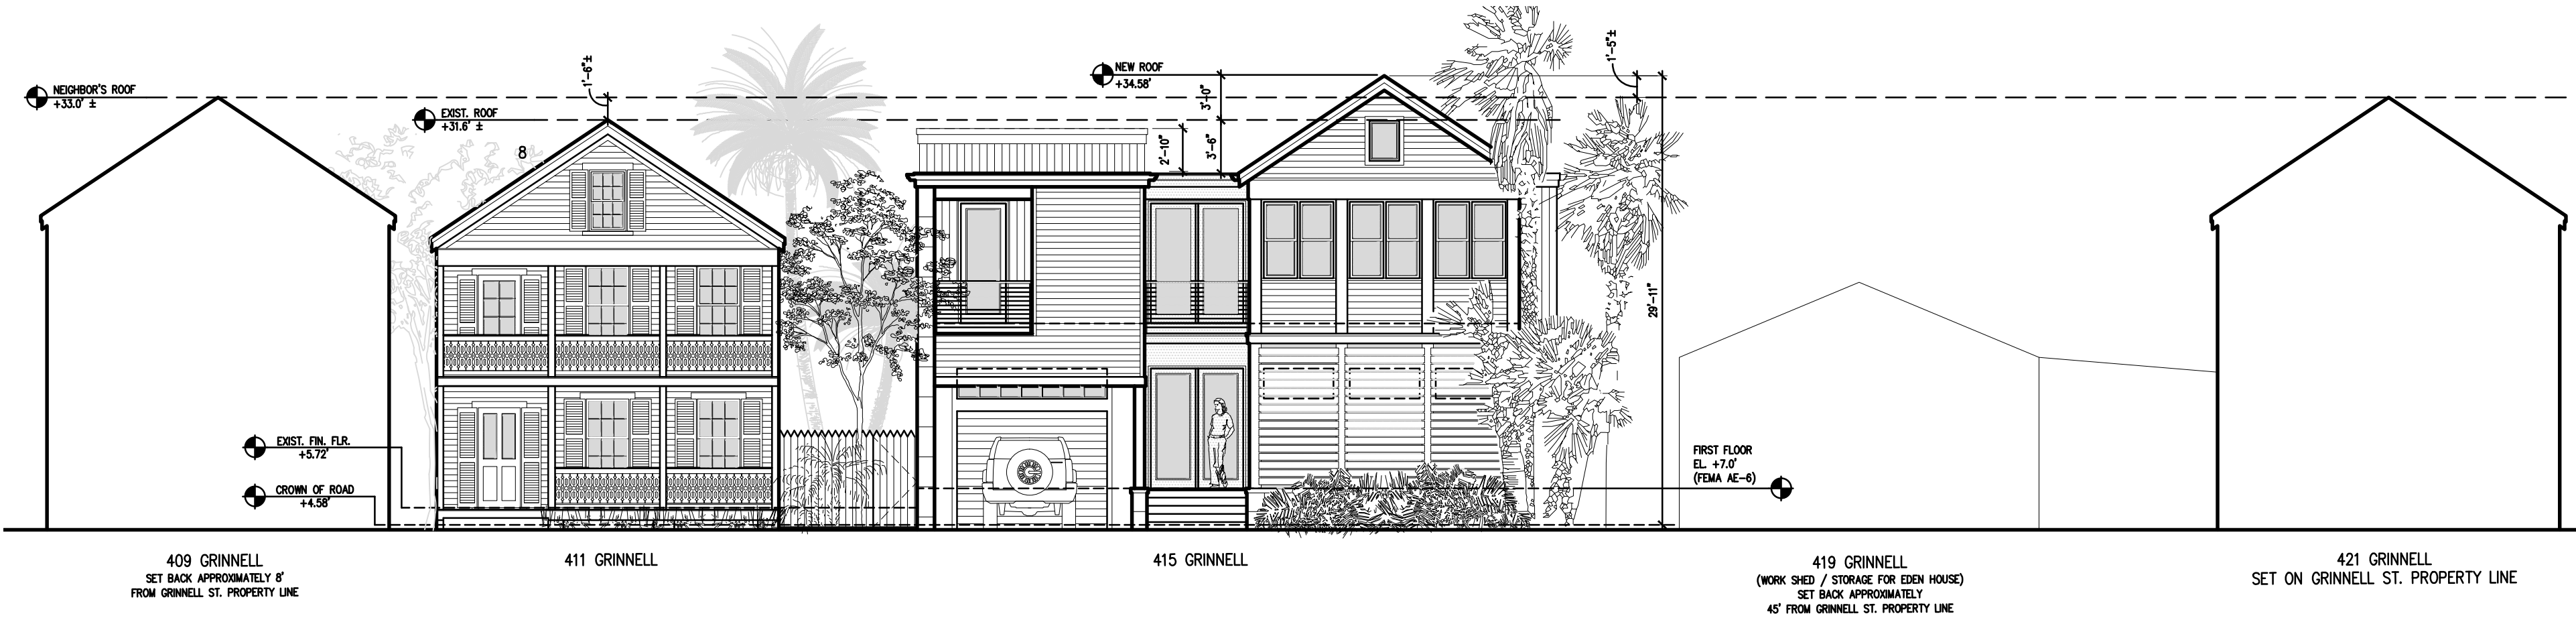 NEIGHBOR'S ROOF
+33.0' ±
1'-6"±
EXIST. ROOF
+31.6' ±
8
NEW ROOF
+34.58'
3'-0"
3'-6"
2'-10"
1'-5"±
29'-11"
EXIST. FIN. FLR.
+5.72'
CROWN OF ROAD
+4.58'
FIRST FLOOR
EL. +7.0'
(FEMA AE-6)
409 GRINNELL
SET BACK APPROXIMATELY 8'
FROM GRINNELL ST. PROPERTY LINE
411 GRINNELL
415 GRINNELL
419 GRINNELL
(WORK SHED / STORAGE FOR EDEN HOUSE)
SET BACK APPROXIMATELY
45' FROM GRINNELL ST. PROPERTY LINE
421 GRINNELL
SET ON GRINNELL ST. PROPERTY LINE